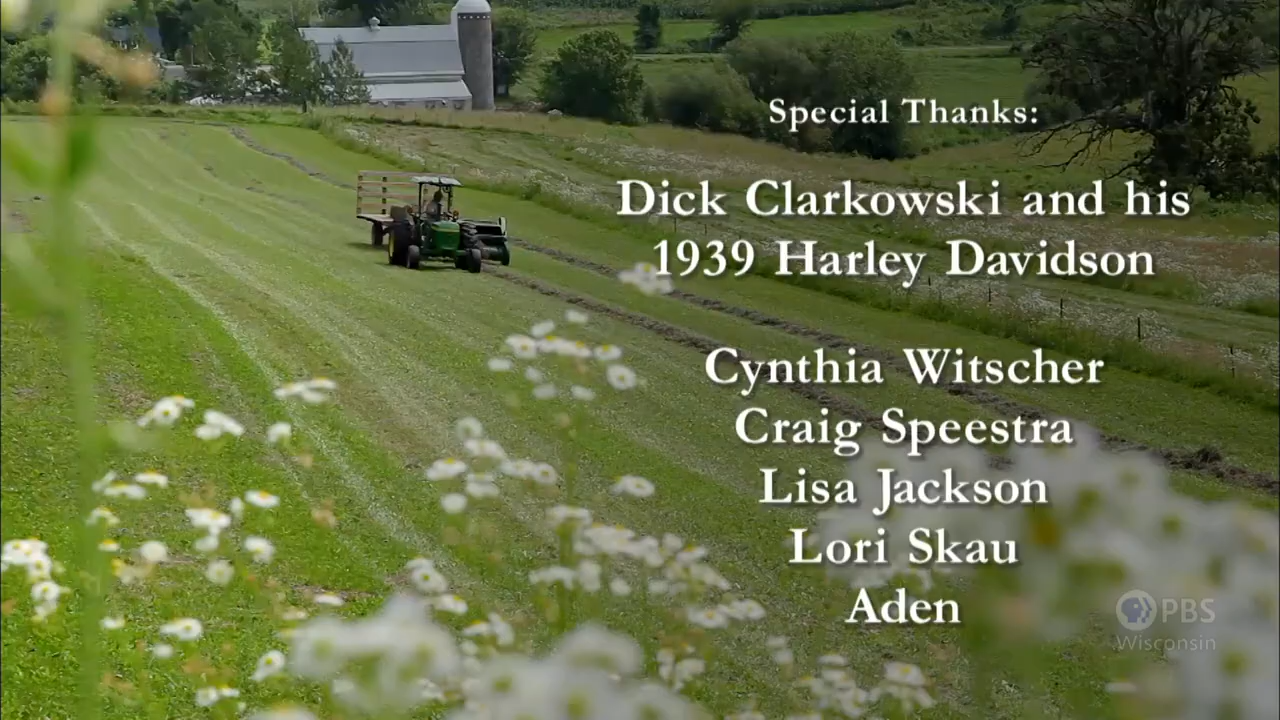 Special Thanks:
Dick Clarkowski and his
1939 Harley Davidson
Cynthia Witscher
Craig Speestra
Lisa Jackson
Lori Skau
Aden
PBS
Wisconsin